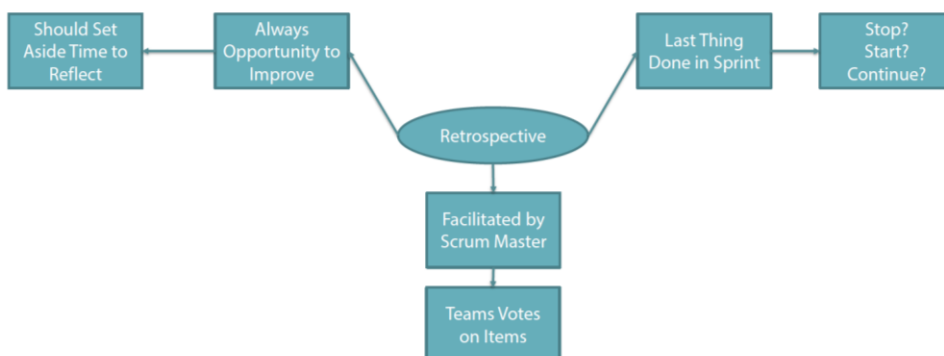 Should Set
Aside Time to
Reflect
Always
Opportunity to
Improve
Last Thing
Done in Sprint
Stop?
Start?
Continue?
Retrospective
Facilitated by
Scrum Master
Teams Votes
on Items